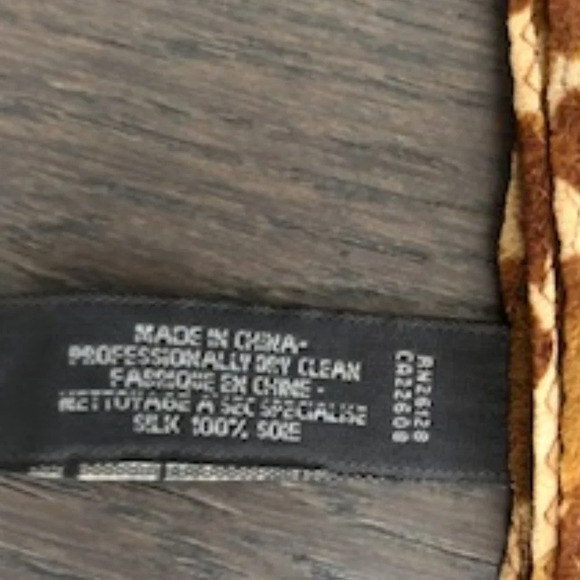 MADE IN CHINA-
PROFESSIONALLY DRY CLEAN
FABRIQUE EN CHINE -
NETTOYAGE À SEC SPECIALISE
SILK 100% SOIE
RN26128
CA22608